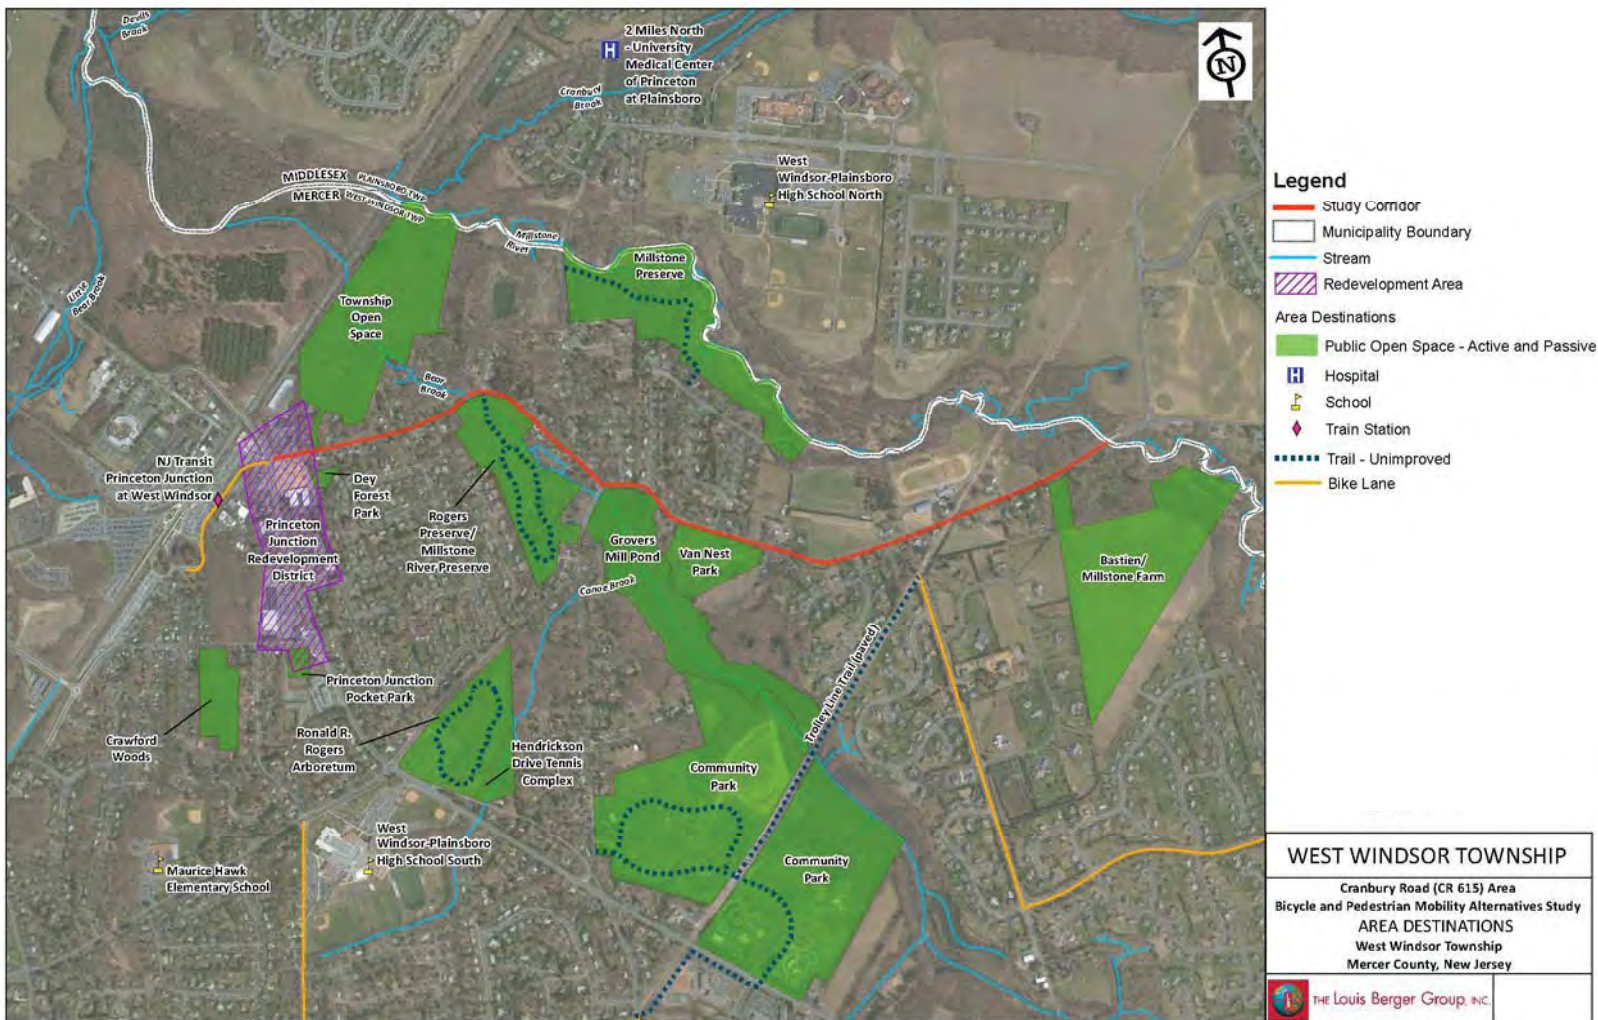 Devils
Brook
2 Miles North
- University
Medical Center
of Princeton
at Plainsboro
H
N
Cranbury
Brook
West
Windsor-Plainsboro
High School North
MIDDLESEX PLAINSBORO TWP
MERCER WEST WINDSOR TWP
Millstone
River
Millstone
Preserve
Little
Bear Brook
Township
Open
Space
Bear
Brook
NJ Transit
Princeton Junction
at West Windsor
Dey
Forest
Park
Princeton
Junction
Redevelopment
District
Rogers
Preserve/
Millstone
River Preserve
Grovers
Mill Pond
Van Nest
Park
Bastien/
Millstone Farm
Canoe Brook
Trolley Line Trail (paved)
Princeton Junction
Pocket Park
Crawford
Woods
Ronald R.
Rogers
Arboretum
Hendrickson
Drive Tennis
Complex
Community
Park
Community
Park
West
Windsor-Plainsboro
High School South
Maurice Hawk
Elementary School
Legend
Study Corridor
Municipality Boundary
Stream
Redevelopment Area
Area Destinations
Public Open Space - Active and Passive
H Hospital
School
Train Station
Trail - Unimproved
Bike Lane
WEST WINDSOR TOWNSHIP
Cranbury Road (CR 615) Area
Bicycle and Pedestrian Mobility Alternatives Study
AREA DESTINATIONS
West Windsor Township
Mercer County, New Jersey
THE Louis Berger Group, INC.